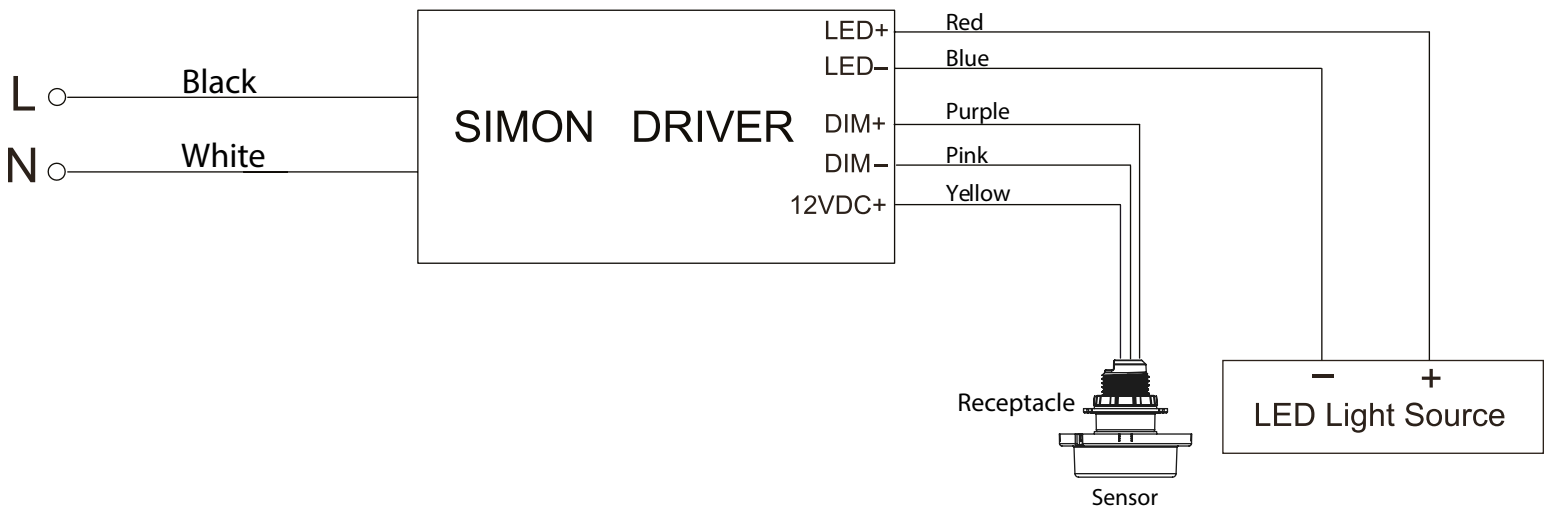 L
Black
N
White
SIMON DRIVER
LED+
LED–
DIM+
DIM–
12VDC+
Red
Blue
Purple
Pink
Yellow
Receptacle
Sensor
– +
LED Light Source